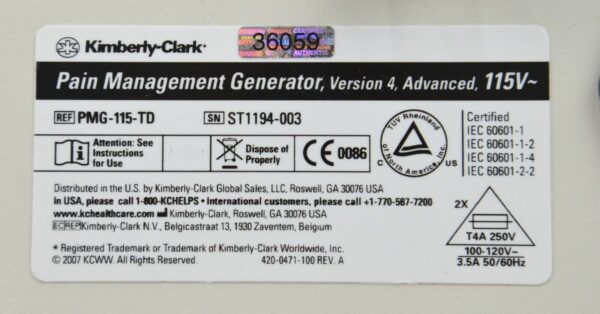 Kimberly-Clark*
CERTIFIED
36059
AUTHENTIC
Pain Management Generator, Version 4, Advanced, 115V~
REF PMG-115-TD
SN ST1194-003
Attention: See
Instructions
for Use
Dispose of
Properly
CE 0086
TUV Rheinland
of North America, Inc.
C US
Certified
IEC 60601-1
IEC 60601-1-2
IEC 60601-1-4
IEC 60601-2-2
Distributed in the U.S. by Kimberly-Clark Global Sales, LLC, Roswell, GA 30076 USA
in USA, please call 1-800-KCHELPS • International customers, please call +1-770-587-7200
www.kchealthcare.com Kimberly-Clark, Roswell, GA 30076 USA
EC REP Kimberly-Clark N.V., Belgicastraat 13, 1930 Zaventem, Belgium
* Registered Trademark or Trademark of Kimberly-Clark Worldwide, Inc.
© 2007 KCWW. All rights reserved.
420-0471-100 REV. A
2X
T4A 250V
100-120V~
3.5A 50/60Hz